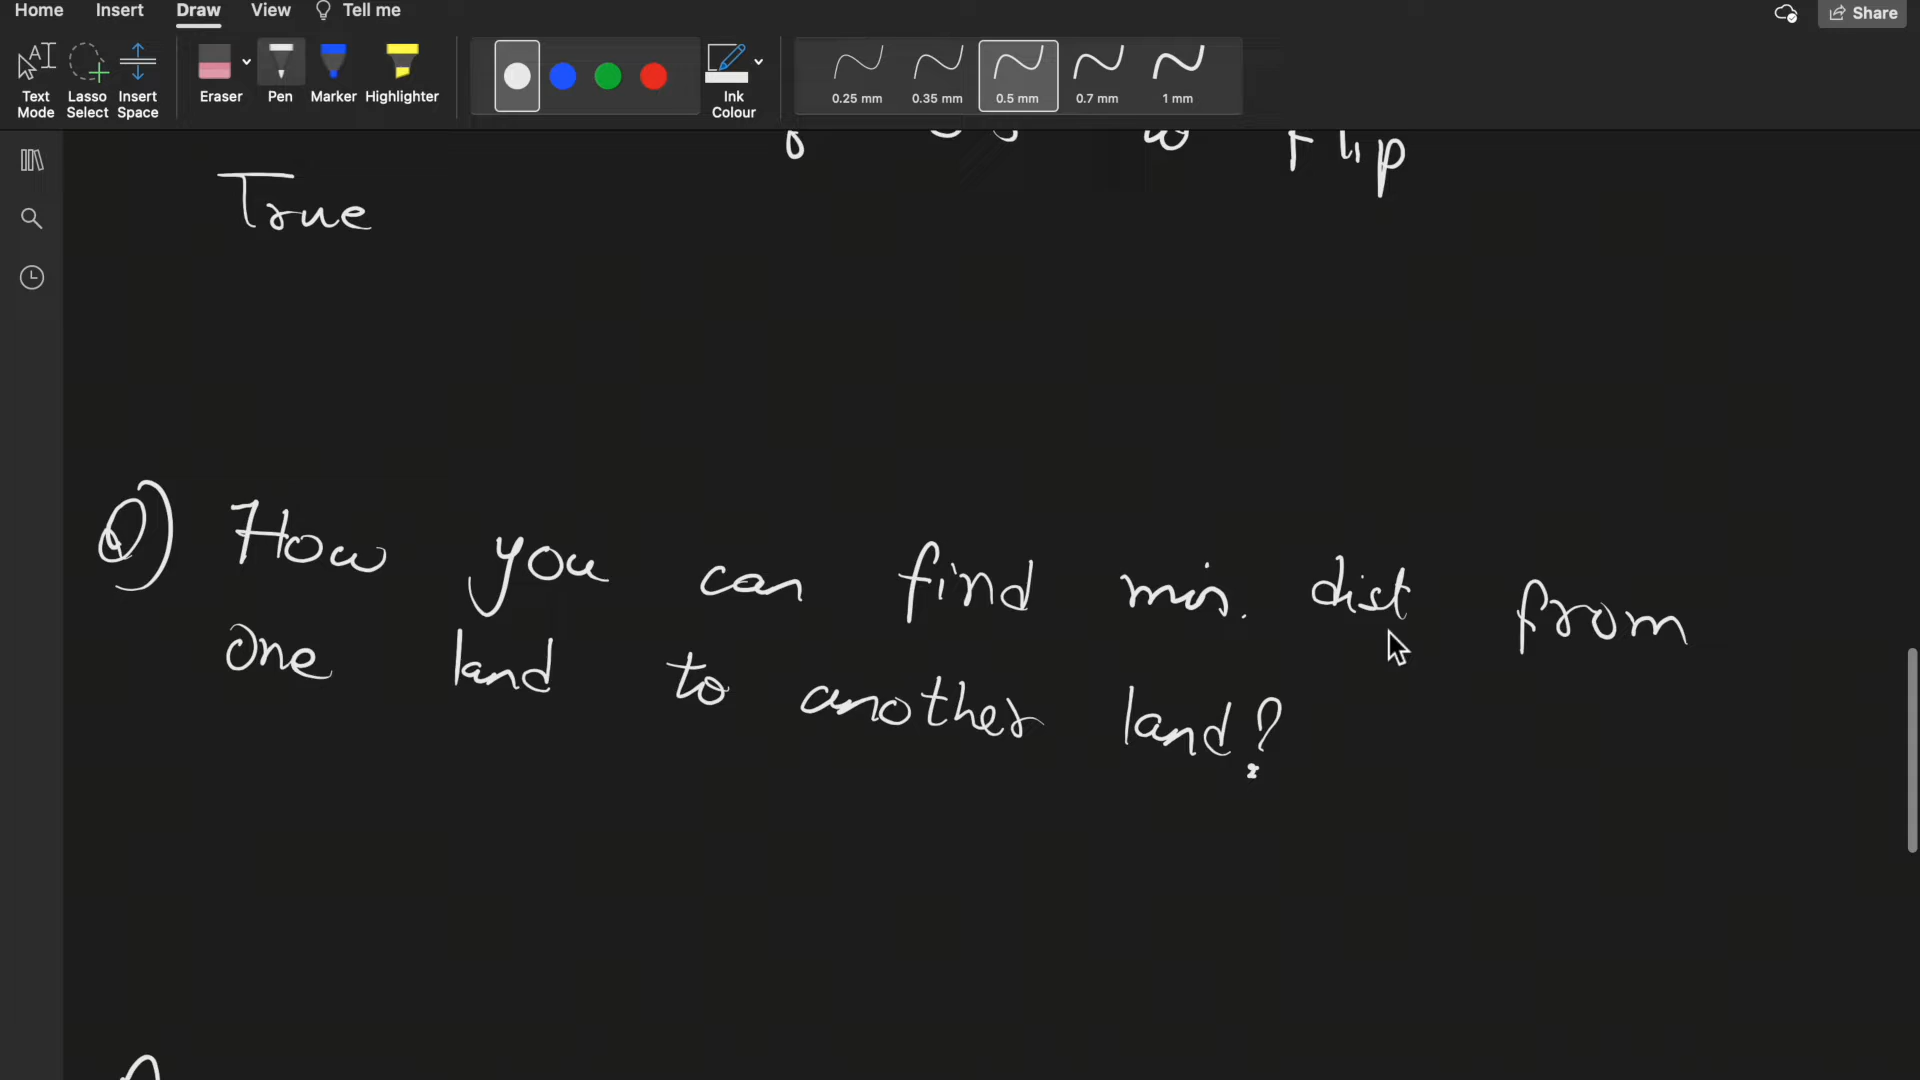 Home Insert Draw View Tell me Share
Text Mode Lasso Select Insert Space Eraser Pen Marker Highlighter Ink Colour 0.25 mm 0.35 mm 0.5 mm 0.7 mm 1 mm
to Flip
True
Q) How you can find min. dist from
one land to another land?